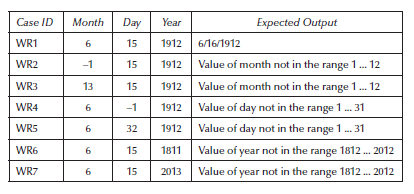 Case ID Month Day Year Expected Output
WR1 6 15 1912 6/16/1912
WR2 –1 15 1912 Value of month not in the range 1 ... 12
WR3 13 15 1912 Value of month not in the range 1 ... 12
WR4 6 –1 1912 Value of day not in the range 1 ... 31
WR5 6 32 1912 Value of day not in the range 1 ... 31
WR6 6 15 1811 Value of year not in the range 1812 ... 2012
WR7 6 15 2013 Value of year not in the range 1812 ... 2012